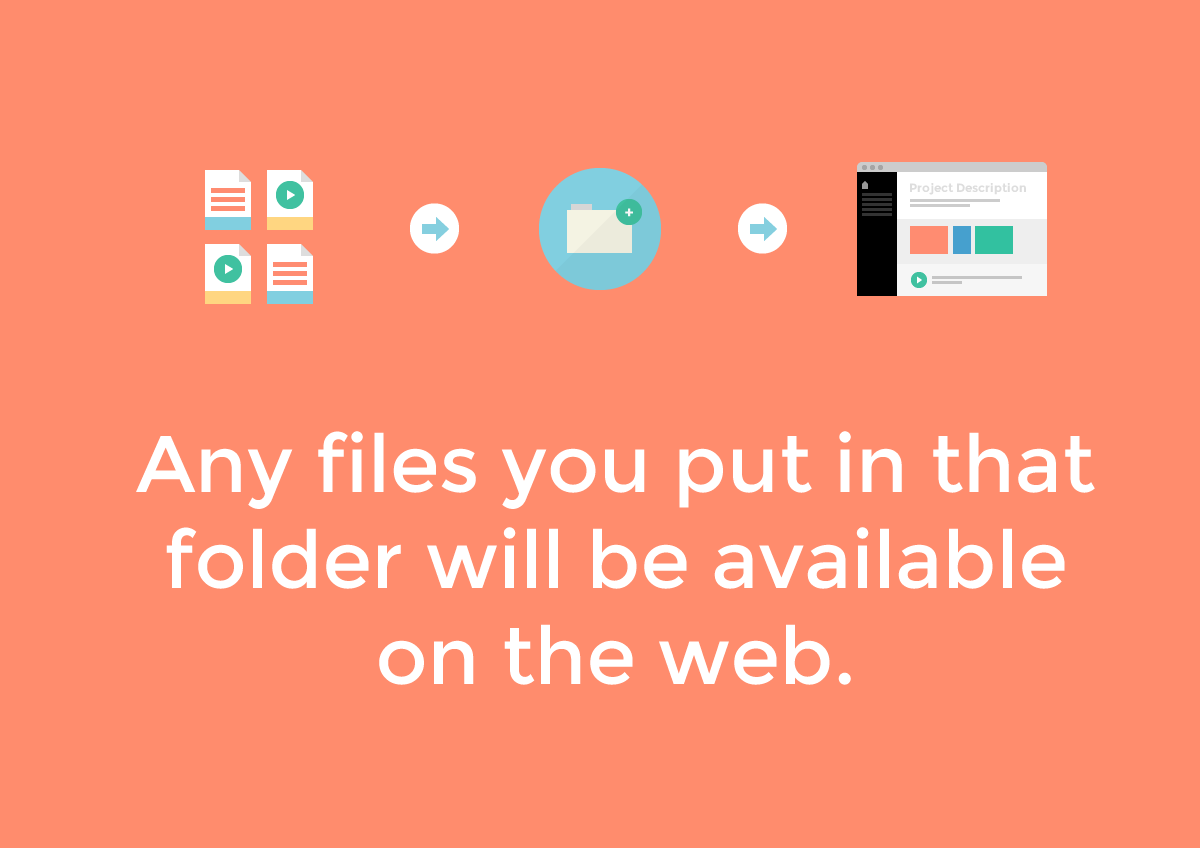 Project Description
Any files you put in that
folder will be available
on the web.